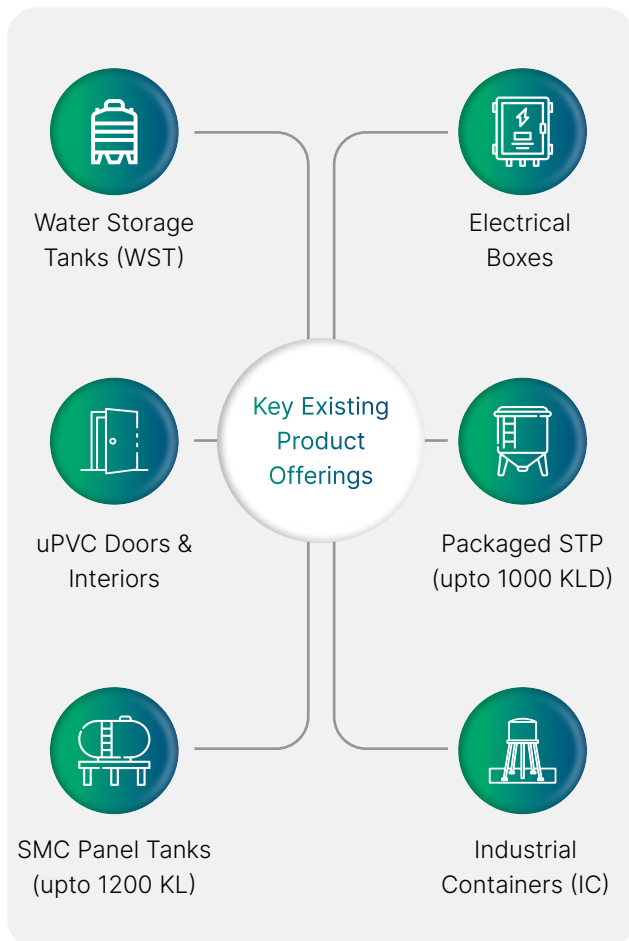 Water Storage
Tanks (WST)
Electrical
Boxes
Key Existing
Product
Offerings
uPVC Doors &
Interiors
Packaged STP
(upto 1000 KLD)
SMC Panel Tanks
(upto 1200 KL)
Industrial
Containers (IC)